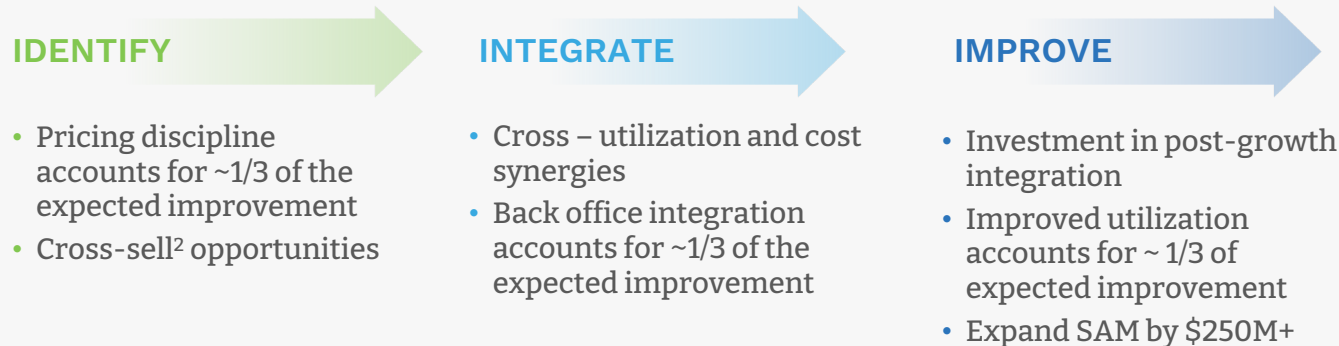 IDENTIFY
• Pricing discipline
accounts for ~1/3 of the
expected improvement
• Cross-sell² opportunities
INTEGRATE
• Cross – utilization and cost
synergies
• Back office integration
accounts for ~1/3 of the
expected improvement
IMPROVE
• Investment in post-growth
integration
• Improved utilization
accounts for ~ 1/3 of
expected improvement
• Expand SAM by $250M+